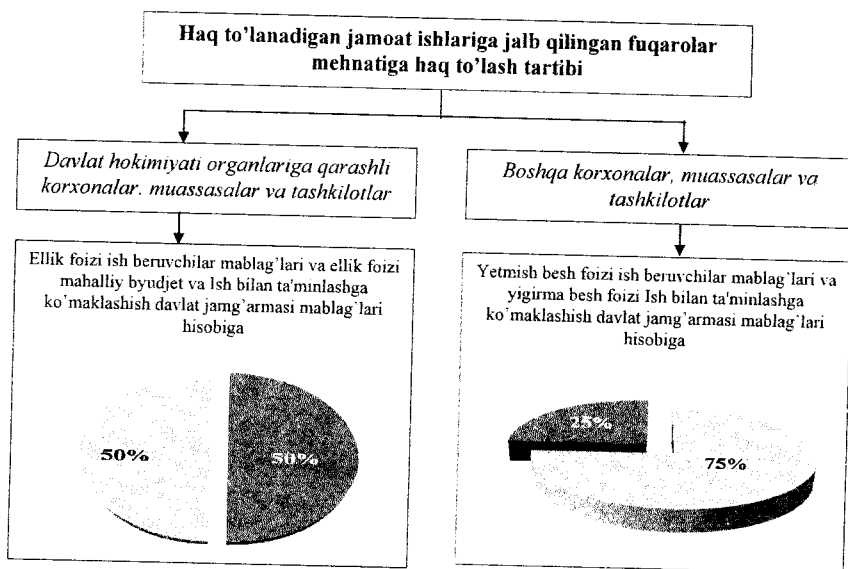 Haq to'lanadigan jamoat ishlariga jalb qilingan fuqarolar
mehnatiga haq to'lash tartibi
Davlat hokimiyati organlariga qarashli
korxonalar. muassasalar va tashkilotlar
Ellik foizi ish beruvchilar mablag'lari va ellik foizi
mahalliy byudjet va Ish bilan ta'minlashga
ko'maklashish davlat jamg'armasi mablag'lari
hisobiga
50%
50%
Boshqa korxonalar, muassasalar va
tashkilotlar
Yetmish besh foizi ish beruvchilar mablag'lari va
yigirma besh foizi Ish bilan ta'minlashga
ko'maklashish davlat jamg'armasi mablag'lari
hisobiga
25%
75%